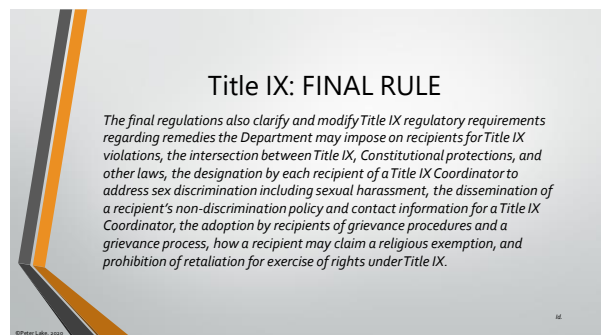 Title IX: FINAL RULE
The final regulations also clarify and modify Title IX regulatory requirements
regarding remedies the Department may impose on recipients for Title IX
violations, the intersection between Title IX, Constitutional protections, and
other laws, the designation by each recipient of a Title IX Coordinator to
address sex discrimination including sexual harassment, the dissemination of
a recipient's non-discrimination policy and contact information for a Title IX
Coordinator, the adoption by recipients of grievance procedures and a
grievance process, how a recipient may claim a religious exemption, and
prohibition of retaliation for exercise of rights under Title IX.
Id.
©Peter Lake, 2020